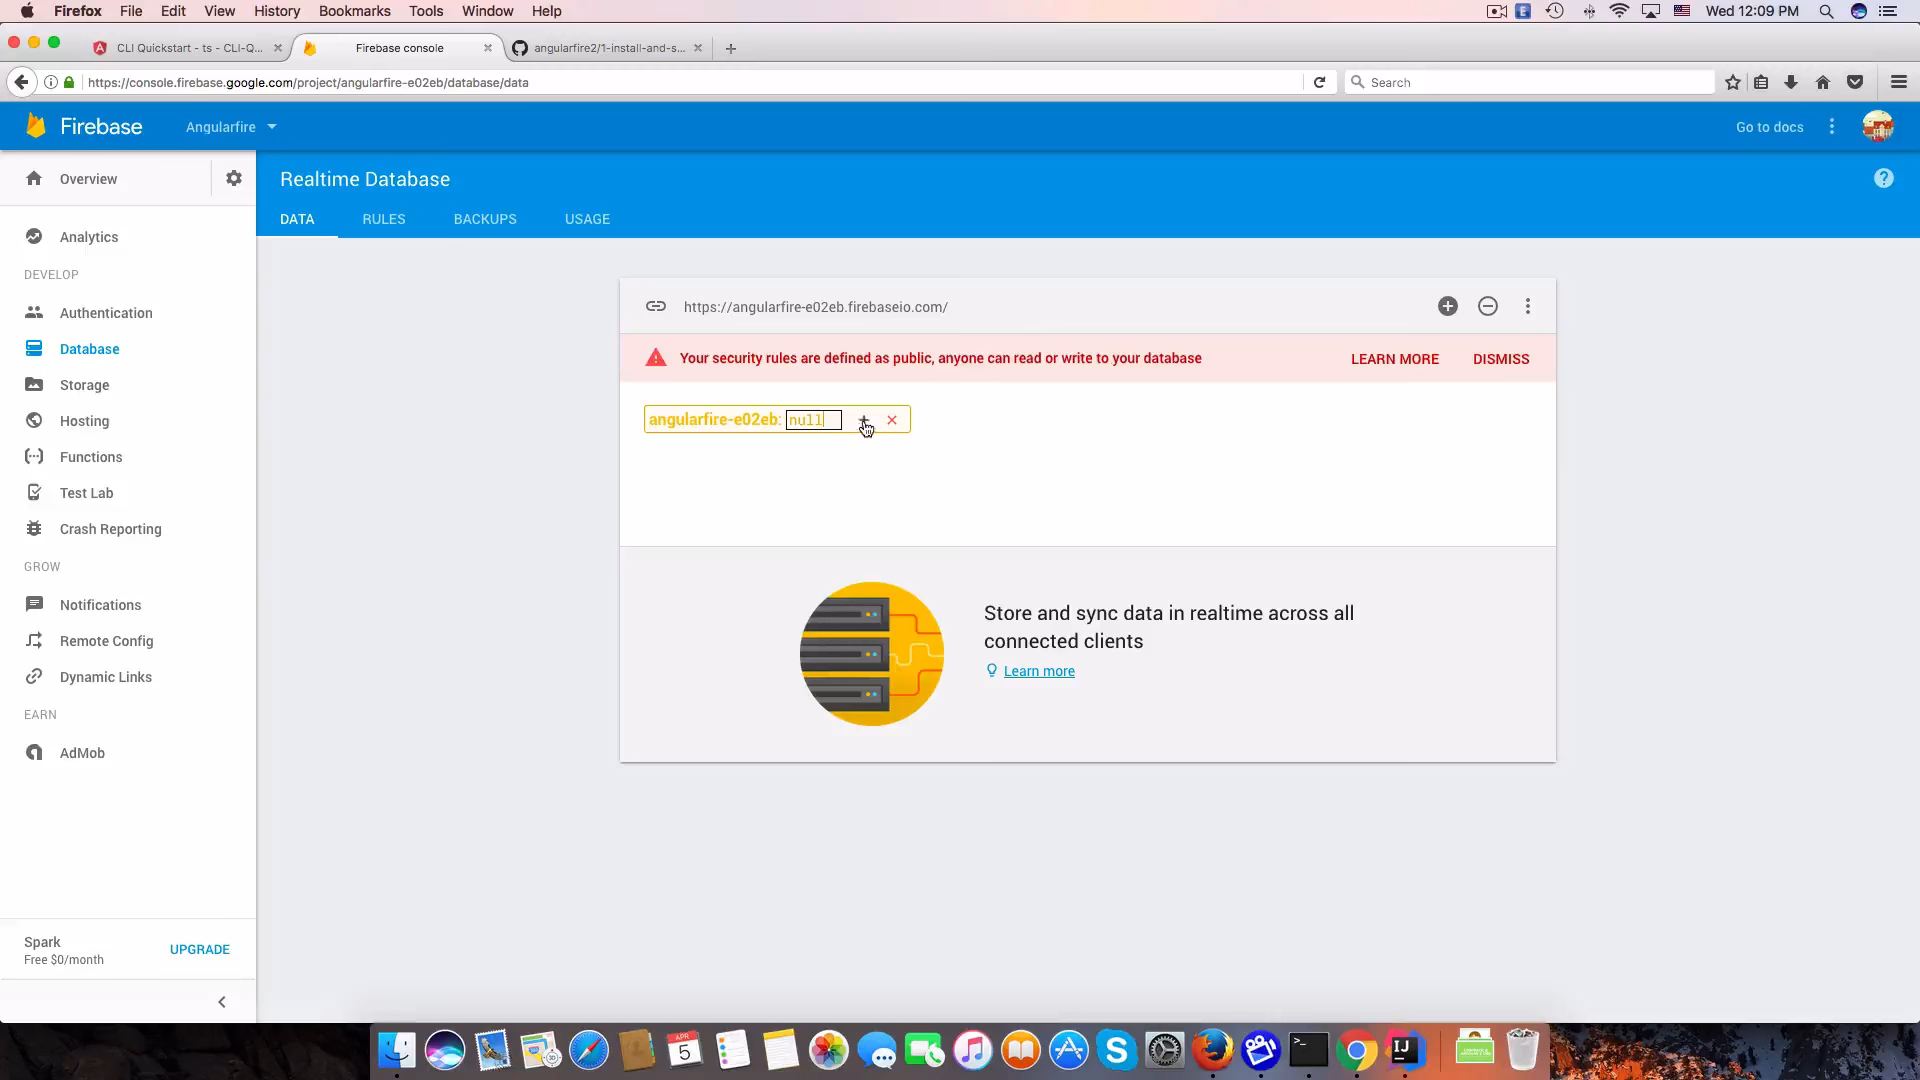 Firefox File Edit View History Bookmarks Tools Window Help Wed 12:09 PM
CLI Quickstart - ts - CLI-Q... Firebase console angularfire2/1-install-and-s...
https://console.firebase.google.com/project/angularfire-e02eb/database/data Search
Firebase Angularfire Go to docs
Overview
Realtime Database
DATA RULES BACKUPS USAGE
Analytics
DEVELOP
Authentication
Database
Storage
Hosting
Functions
Test Lab
Crash Reporting
GROW
Notifications
Remote Config
Dynamic Links
EARN
AdMob
Spark
Free $0/month
UPGRADE
https://angularfire-e02eb.firebaseio.com/
Your security rules are defined as public, anyone can read or write to your database LEARN MORE DISMISS
angularfire-e02eb: null
Store and sync data in realtime across all
connected clients
Learn more
APR
5
IJ